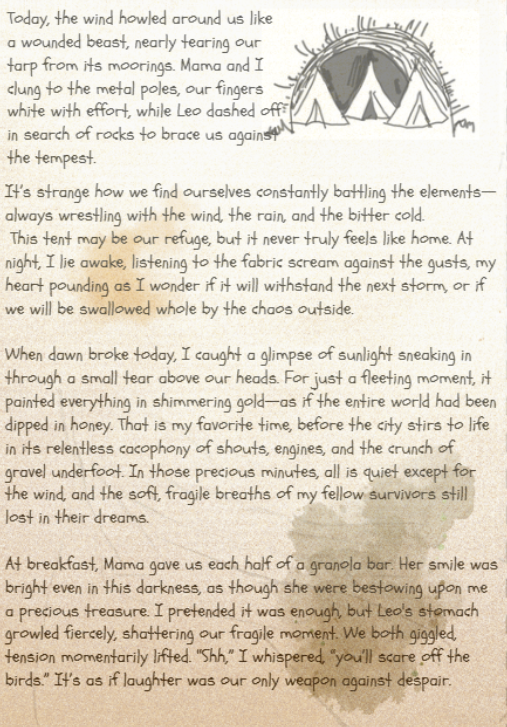 Today, the wind howled around us like
a wounded beast, nearly tearing our
tarp from its moorings. Mama and I
clung to the metal poles, our fingers
white with effort, while Leo dashed off
in search of rocks to brace us against
the tempest.
It's strange how we find ourselves constantly battling the elements—
always wrestling with the wind, the rain, and the bitter cold.
This tent may be our refuge, but it never truly feels like home. At
night, I lie awake, listening to the fabric scream against the gusts, my
heart pounding as I wonder if it will withstand the next storm, or if
we will be swallowed whole by the chaos outside.
When dawn broke today, I caught a glimpse of sunlight sneaking in
through a small tear above our heads. For just a fleeting moment, it
painted everything in shimmering gold—as if the entire world had been
dipped in honey. That is my favorite time, before the city stirs to life
in its relentless cacophony of shouts, engines, and the crunch of
gravel underfoot. In those precious minutes, all is quiet except for
the wind, and the soft, fragile breaths of my fellow survivors still
lost in their dreams.
At breakfast, Mama gave us each half of a granola bar. Her smile was
bright even in this darkness, as though she were bestowing upon me
a precious treasure. I pretended it was enough, but Leo's stomach
growled fiercely, shattering our fragile moment. We both giggled,
tension momentarily lifted. "Shh," I whispered, "you'll scare off the
birds." It's as if laughter was our only weapon against despair.